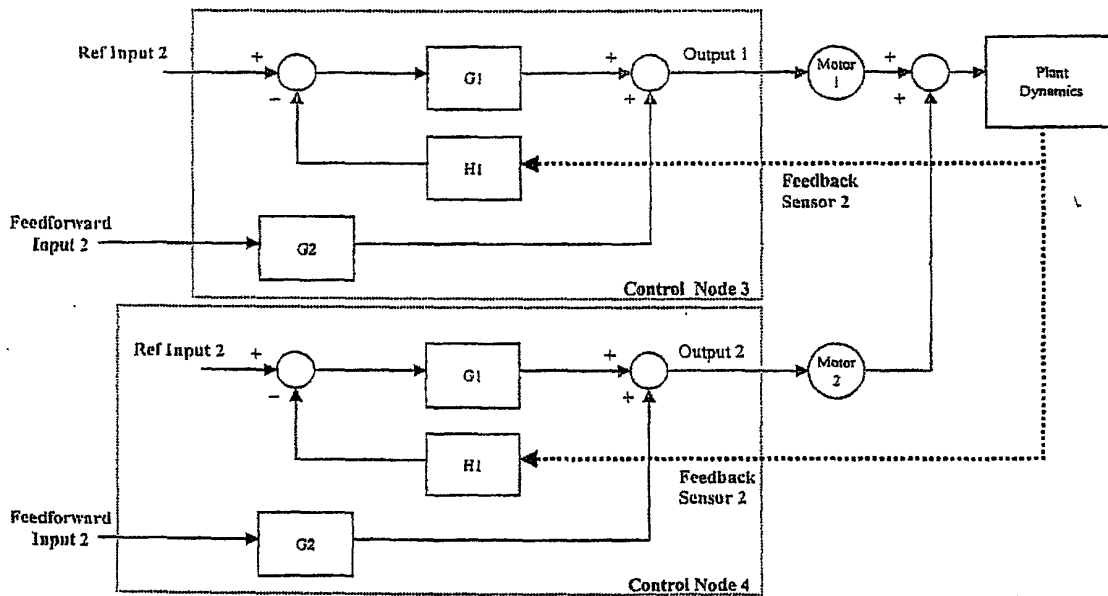 Ref Input 2
+
−
G1
+
+
Output 1
Motor
1
+
+
Plant
Dynamics
H1
Feedback
Sensor 2
Feedforward
Input 2
G2
Control Node 3
Ref Input 2
+
−
G1
+
+
Output 2
Motor
2
H1
Feedback
Sensor 2
Feedforward
Input 2
G2
Control Node 4